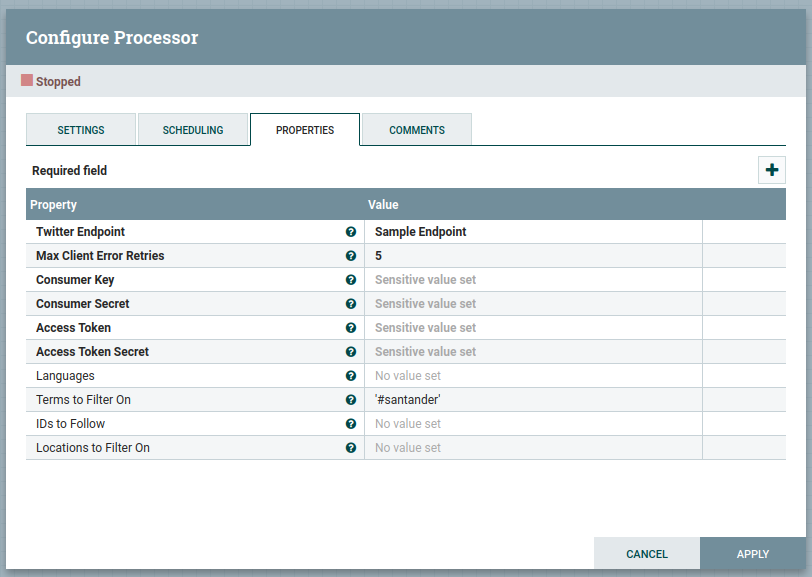 Configure Processor
Stopped
SETTINGS SCHEDULING PROPERTIES COMMENTS
Required field
Property Value
Twitter Endpoint Sample Endpoint
Max Client Error Retries 5
Consumer Key Sensitive value set
Consumer Secret Sensitive value set
Access Token Sensitive value set
Access Token Secret Sensitive value set
Languages No value set
Terms to Filter On '#santander'
IDs to Follow No value set
Locations to Filter On No value set
CANCEL APPLY